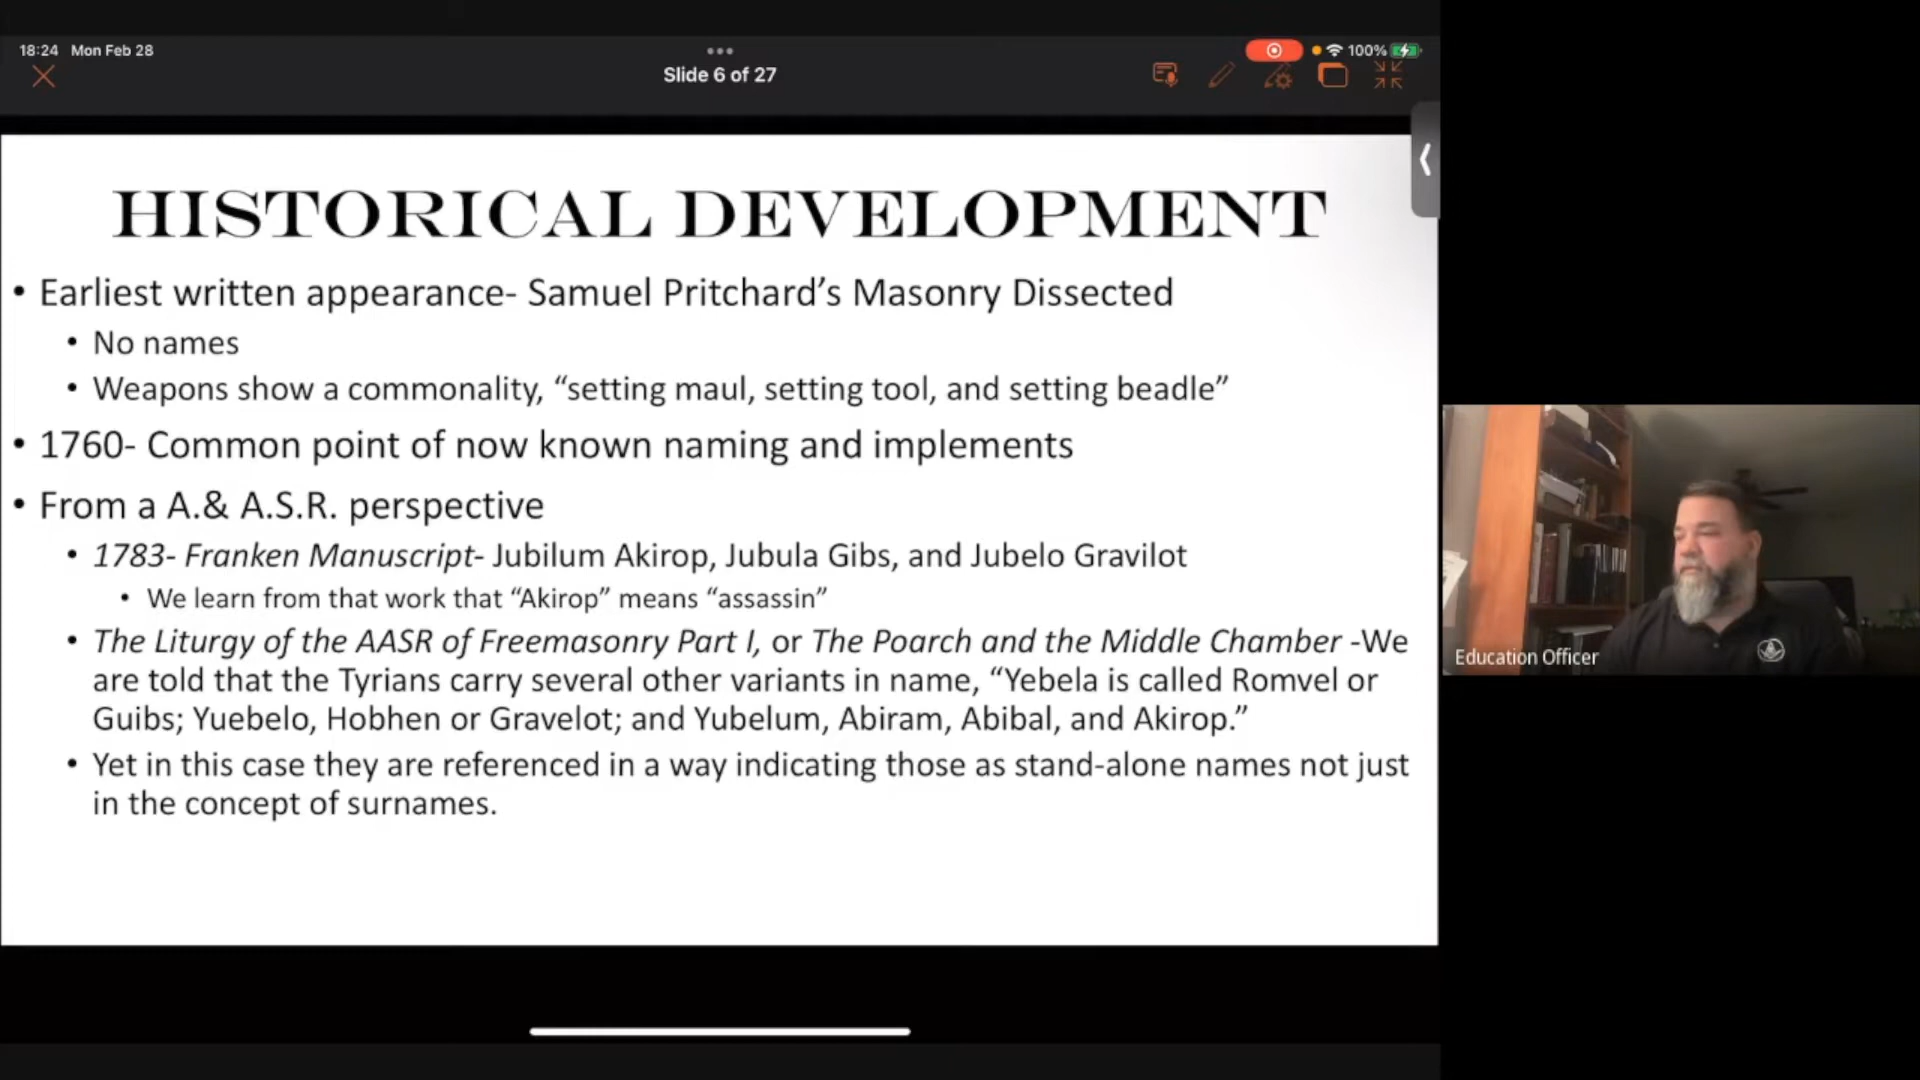 18:24 Mon Feb 28
100%
Slide 6 of 27
HISTORICAL DEVELOPMENT
• Earliest written appearance- Samuel Pritchard’s Masonry Dissected
• No names
• Weapons show a commonality, “setting maul, setting tool, and setting beadle”
• 1760- Common point of now known naming and implements
• From a A.& A.S.R. perspective
• 1783- Franken Manuscript- Jubilum Akirop, Jubula Gibs, and Jubelo Gravilot
• We learn from that work that “Akirop” means “assassin”
• The Liturgy of the AASR of Freemasonry Part I, or The Poarch and the Middle Chamber -We
are told that the Tyrians carry several other variants in name, “Yebela is called Romvel or
Guibs; Yuebelo, Hobhen or Gravelot; and Yubelum, Abiram, Abibal, and Akirop.”
• Yet in this case they are referenced in a way indicating those as stand-alone names not just
in the concept of surnames.
Education Officer